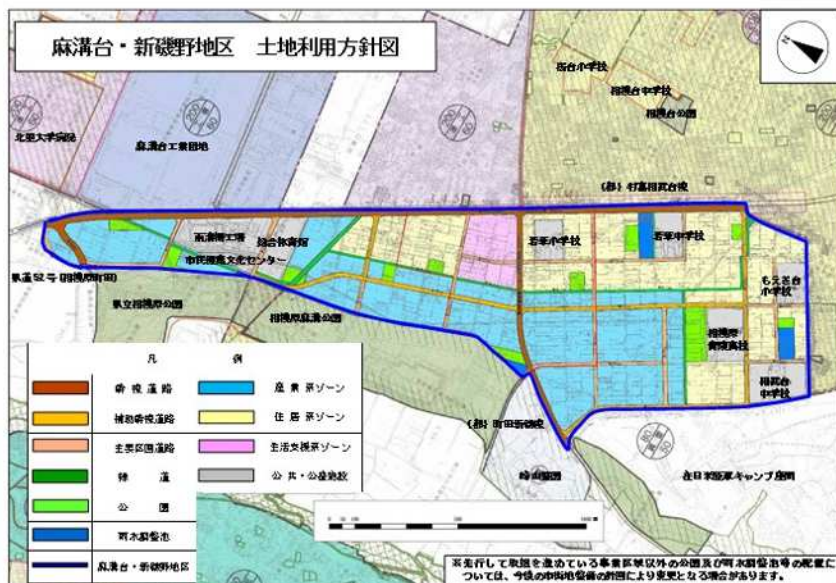 麻溝台・新磯野地区　土地利用方針図
N
桜台小学校
相模台中学校
相模台公園
北里大学病院
麻溝台工業団地
(都)村富相武台線
南清掃工場
総合体育館
市民健康文化センター
若草小学校
若草中学校
県道52号(相模原町田)
県立相模原公園
相模原麻溝公園
もえぎ台
小学校
相模原
青陵高校
相武台
中学校
(都)町田新磯線
峰山霊園
在日米陸軍キャンプ座間
凡　例
幹線道路
産業系ゾーン
補助幹線道路
住居系ゾーン
主要区画道路
生活支援系ゾーン
緑道
公共・公益施設
公園
雨水調整池
麻溝台・新磯野地区
※先行して取組を進めている事業区域以外の公園及び雨水調整池等の配置に
ついては、今後の市街地整備の計画により変更となる場合があります。